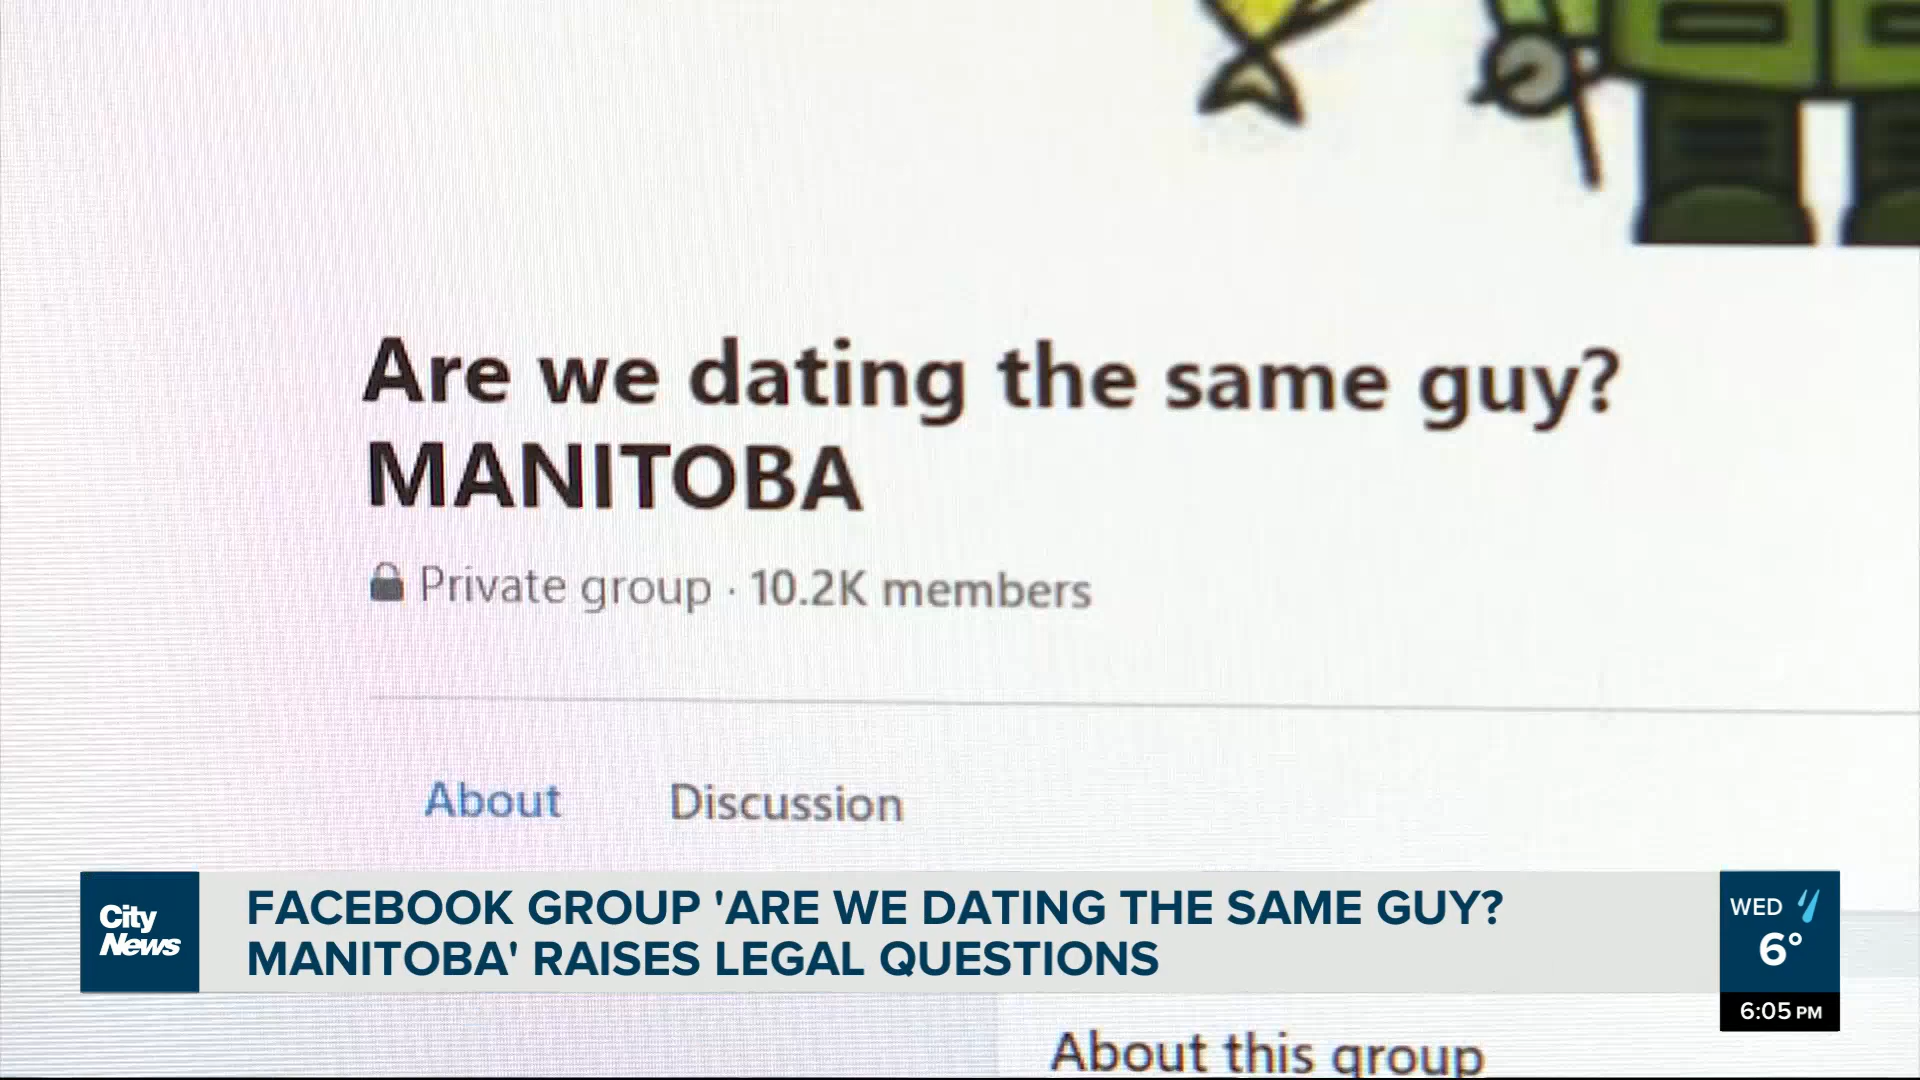 Are we dating the same guy?
MANITOBA
Private group · 10.2K members
About Discussion
City
News
FACEBOOK GROUP 'ARE WE DATING THE SAME GUY?
MANITOBA' RAISES LEGAL QUESTIONS
WED
6°
6:05 PM
About this group